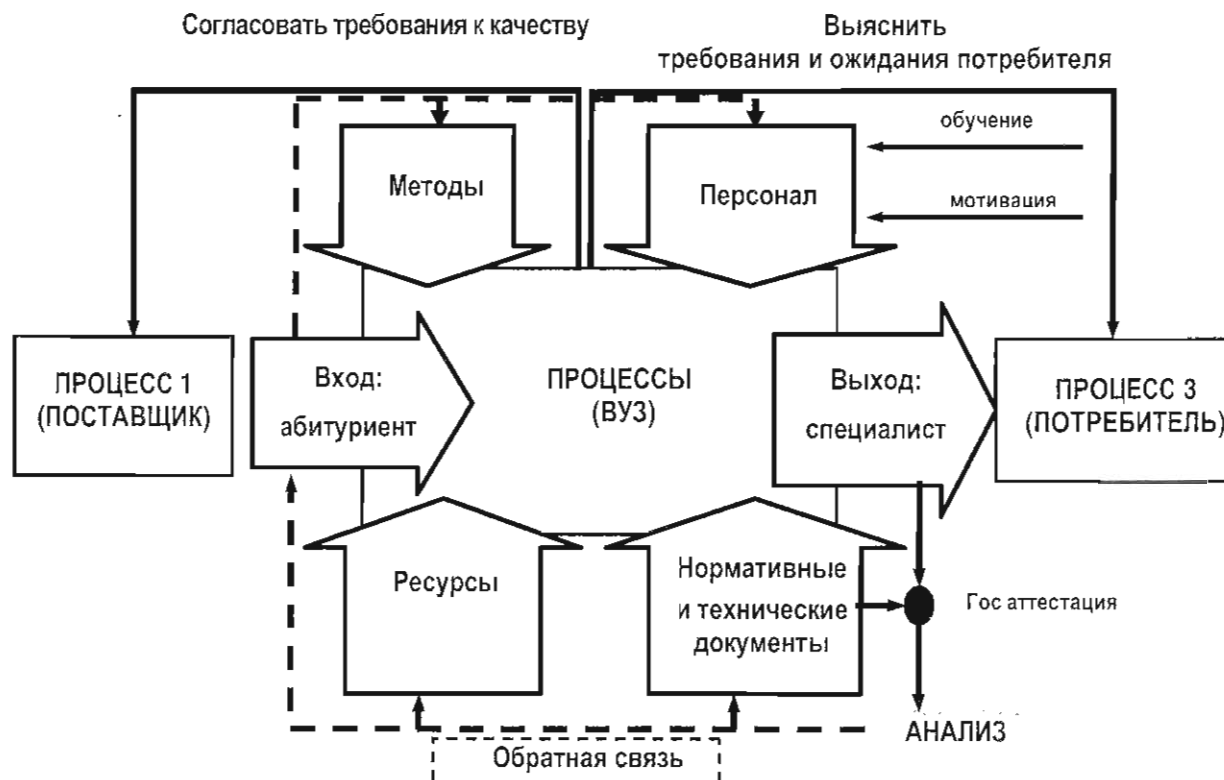 Согласовать требования к качеству
Выяснить
требования и ожидания потребителя
обучение
Методы
Персонал
мотивация
ПРОЦЕСС 1
(ПОСТАВЩИК)
Вход:
абитуриент
ПРОЦЕССЫ
(ВУЗ)
Выход:
специалист
ПРОЦЕСС 3
(ПОТРЕБИТЕЛЬ)
Ресурсы
Нормативные
и технические
документы
Гос аттестация
АНАЛИЗ
Обратная связь